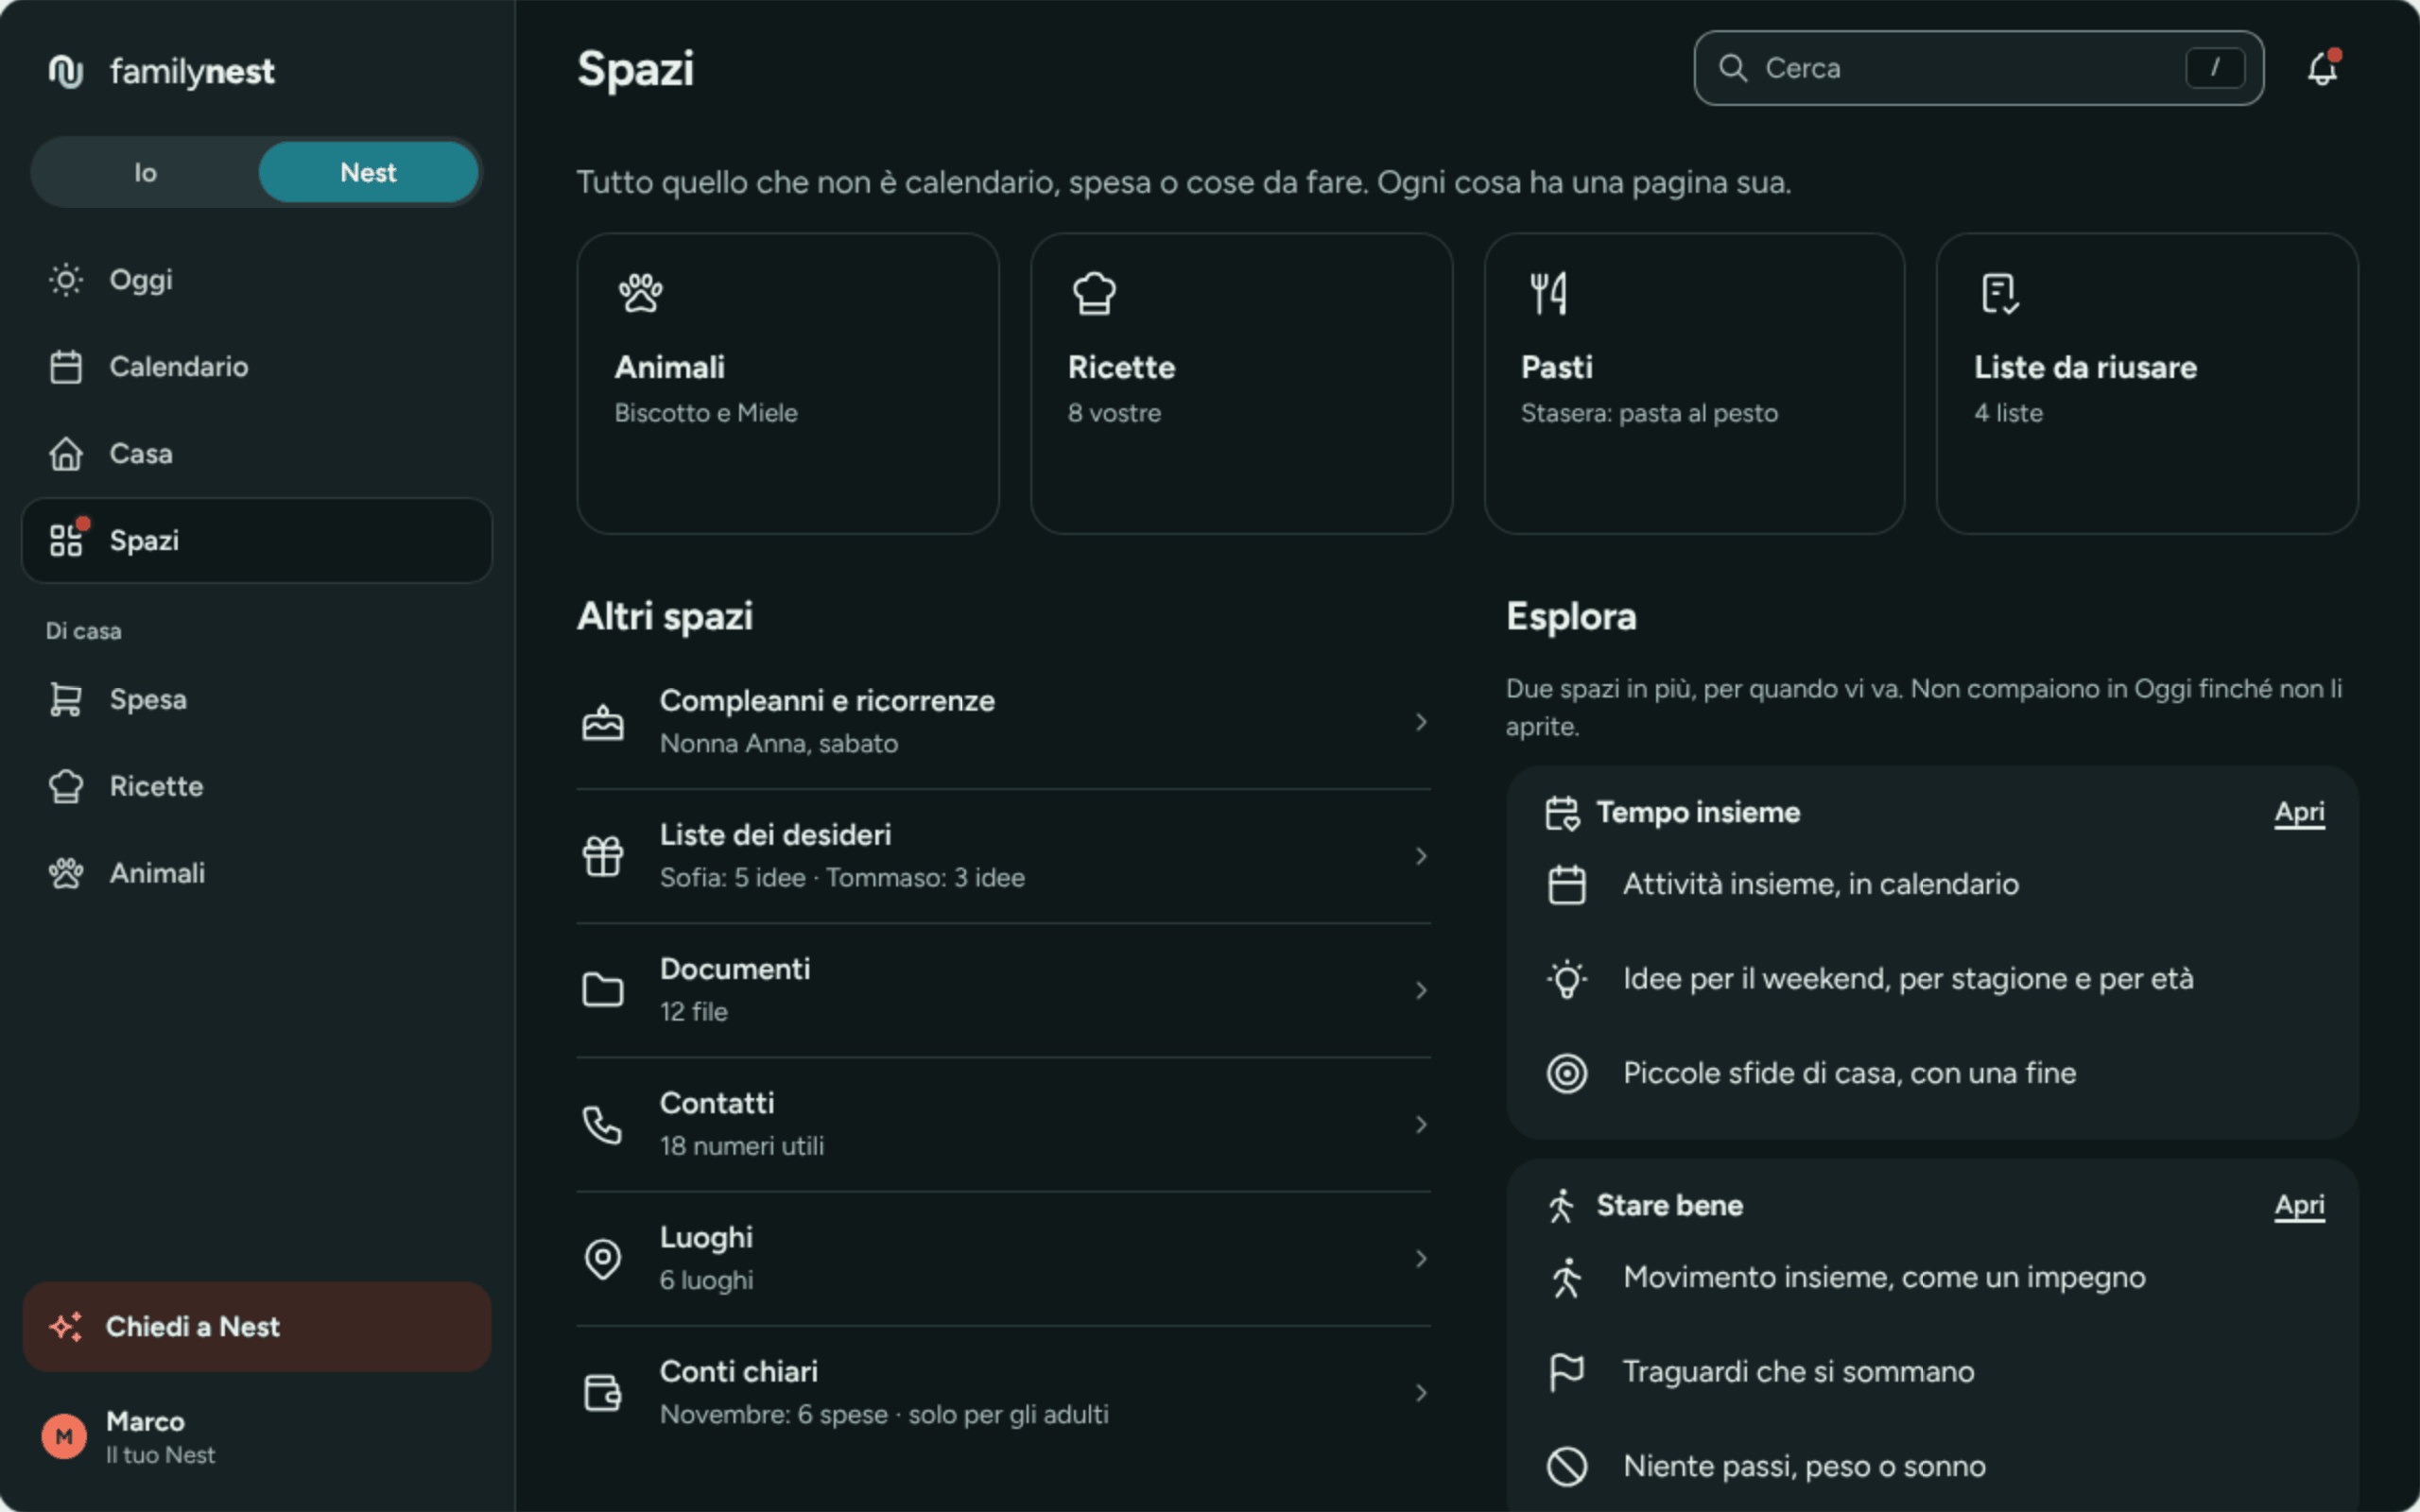 familynest
Io
Nest
Oggi
Calendario
Casa
Spazi
Di casa
Spesa
Ricette
Animali
Chiedi a Nest
M
Marco
Il tuo Nest
Spazi
Cerca
/
Tutto quello che non è calendario, spesa o cose da fare. Ogni cosa ha una pagina sua.
Animali
Biscotto e Miele
Ricette
8 vostre
Pasti
Stasera: pasta al pesto
Liste da riusare
4 liste
Altri spazi
Compleanni e ricorrenze
Nonna Anna, sabato
Liste dei desideri
Sofia: 5 idee · Tommaso: 3 idee
Documenti
12 file
Contatti
18 numeri utili
Luoghi
6 luoghi
Conti chiari
Novembre: 6 spese · solo per gli adulti
Esplora
Due spazi in più, per quando vi va. Non compaiono in Oggi finché non li
aprite.
Tempo insieme
Apri
Attività insieme, in calendario
Idee per il weekend, per stagione e per età
Piccole sfide di casa, con una fine
Stare bene
Apri
Movimento insieme, come un impegno
Traguardi che si sommano
Niente passi, peso o sonno